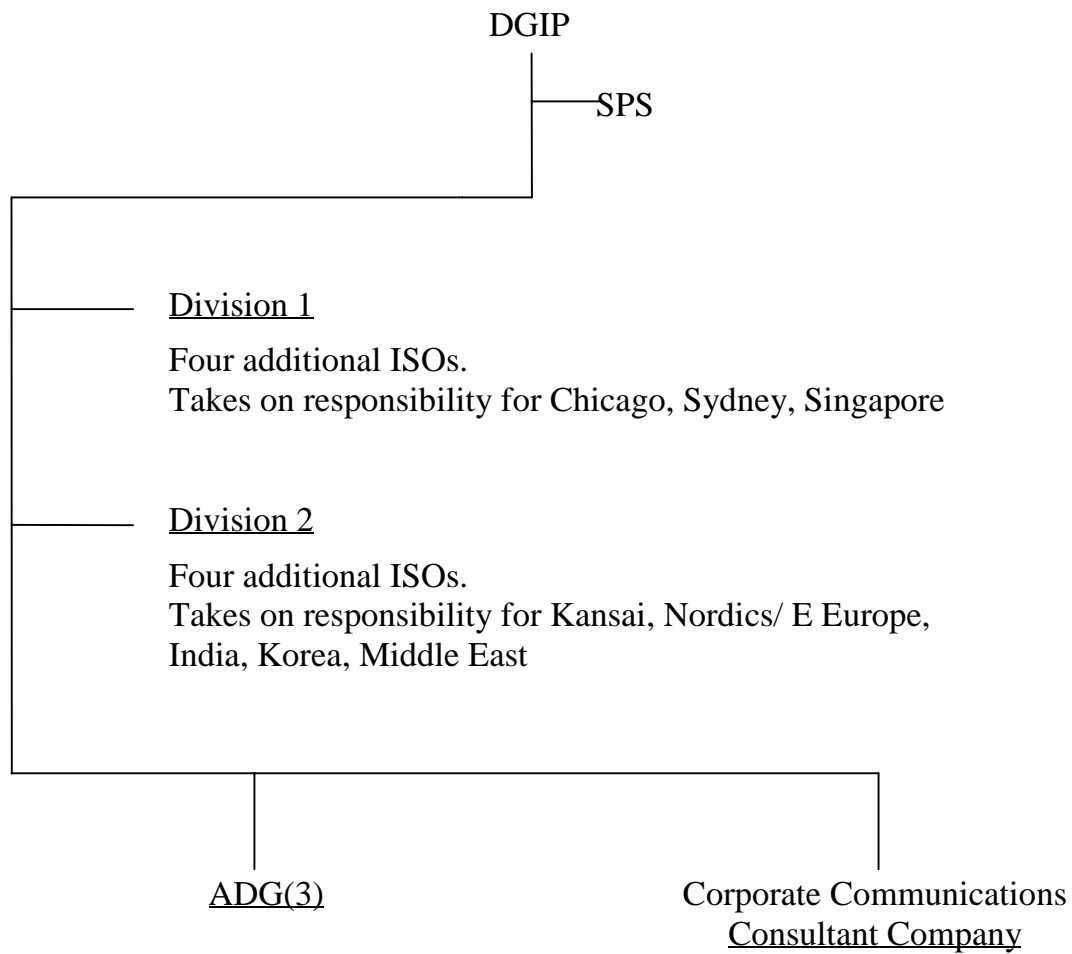 DGIP
SPS
Division 1
Four additional ISOs.
Takes on responsibility for Chicago, Sydney, Singapore
Division 2
Four additional ISOs.
Takes on responsibility for Kansai, Nordics/ E Europe,
India, Korea, Middle East
ADG(3)
Corporate Communications
Consultant Company